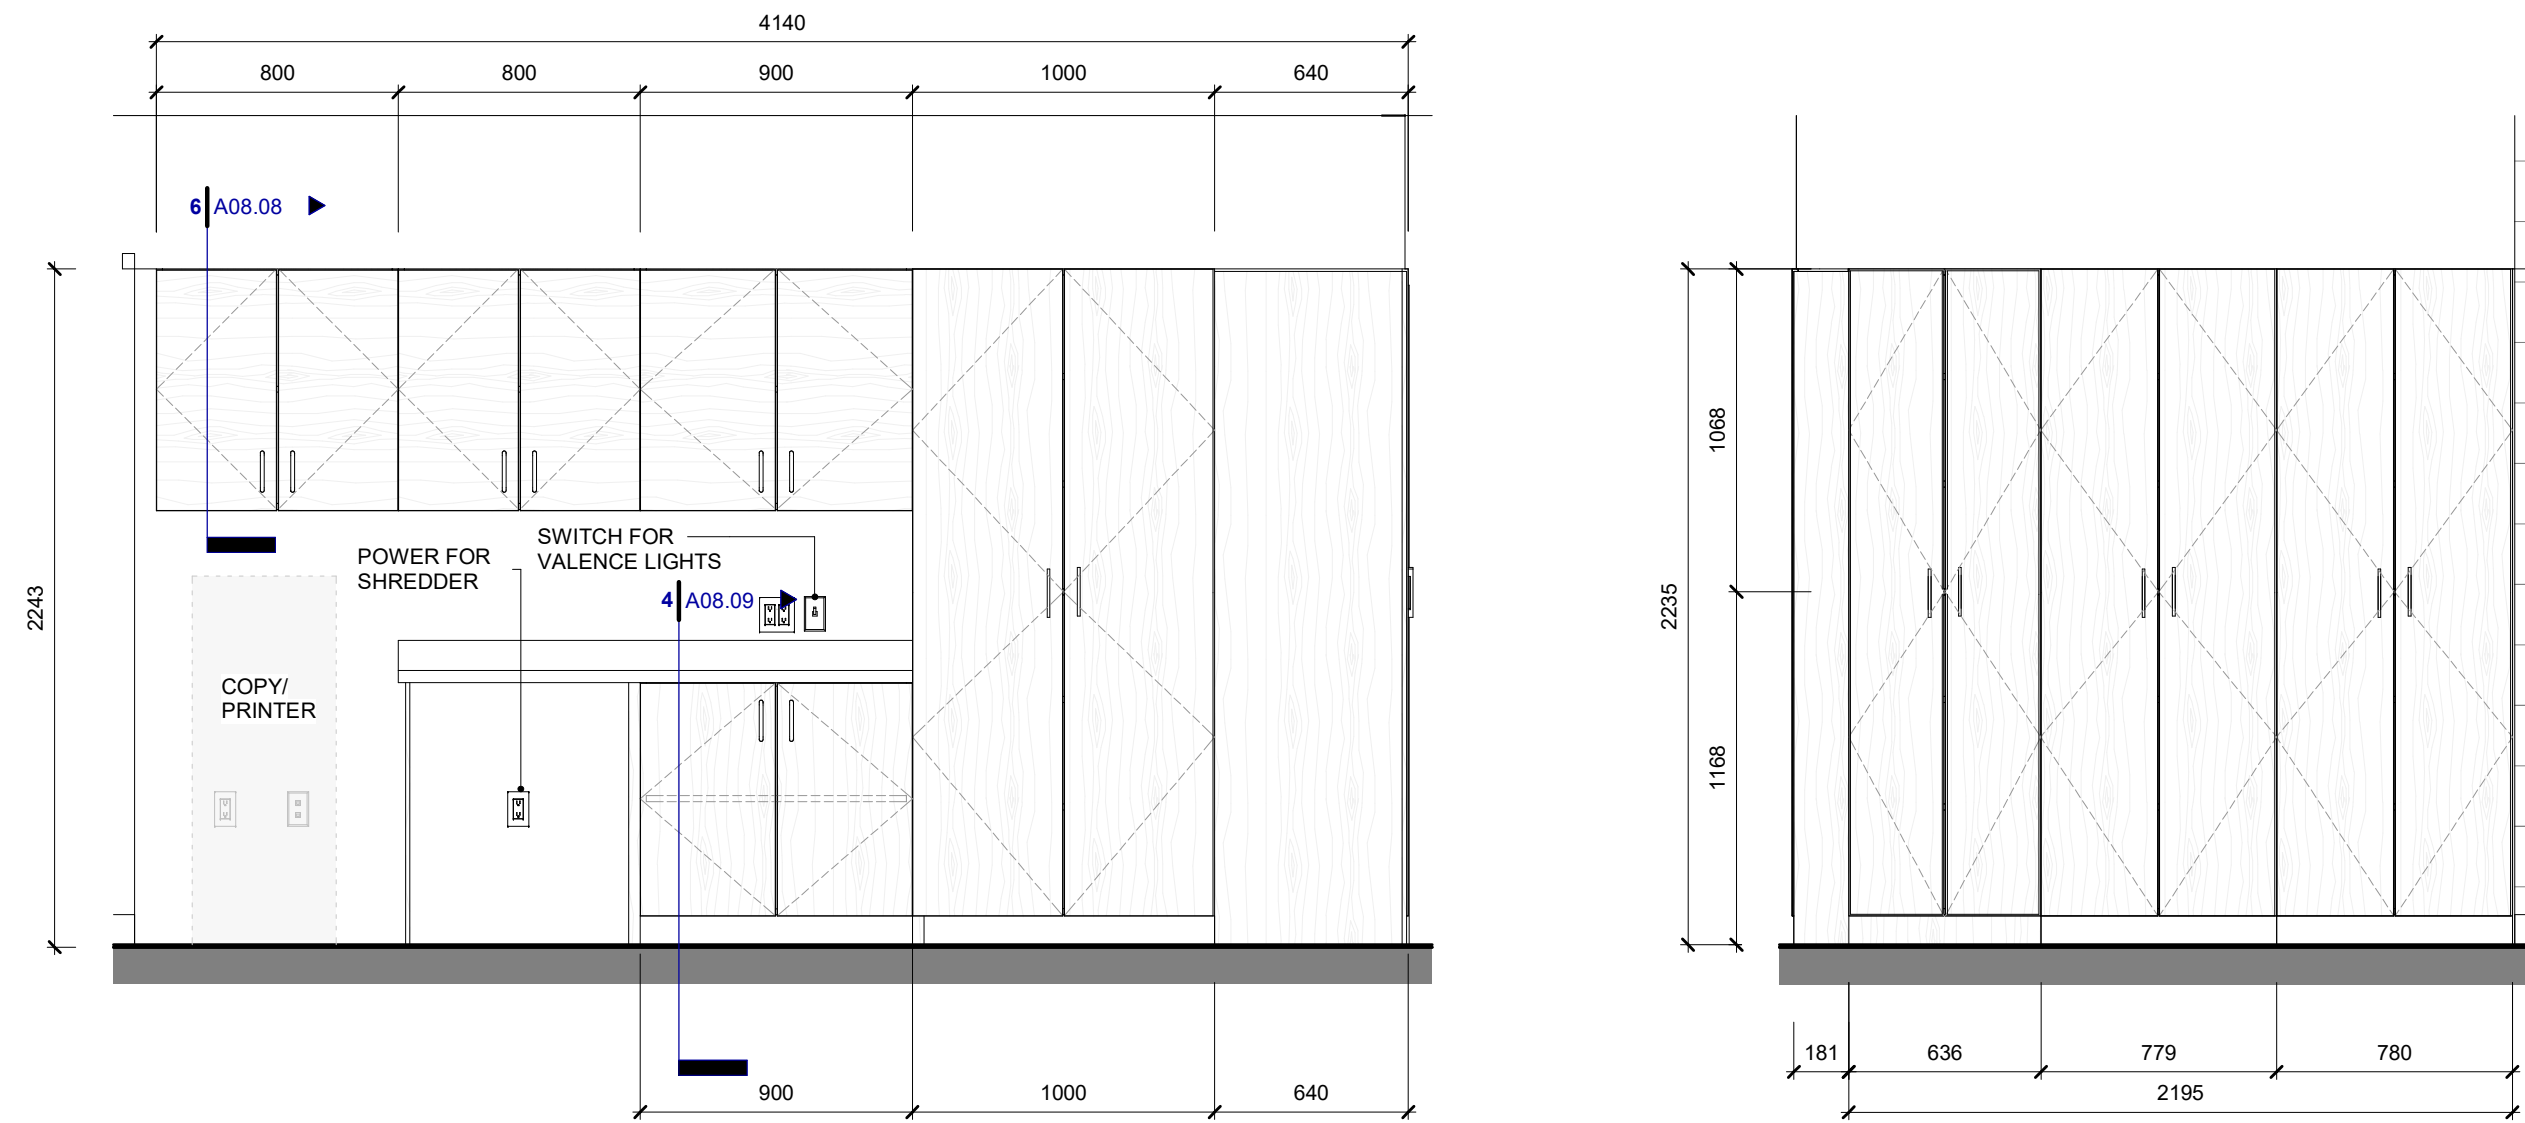 4140
800 800 900 1000 640
6 A08.08
SWITCH FOR
VALENCE LIGHTS
POWER FOR
SHREDDER
4 A08.09
2243
COPY/
PRINTER
900 1000 640
1068
2235
1168
181 636 779 780
2195